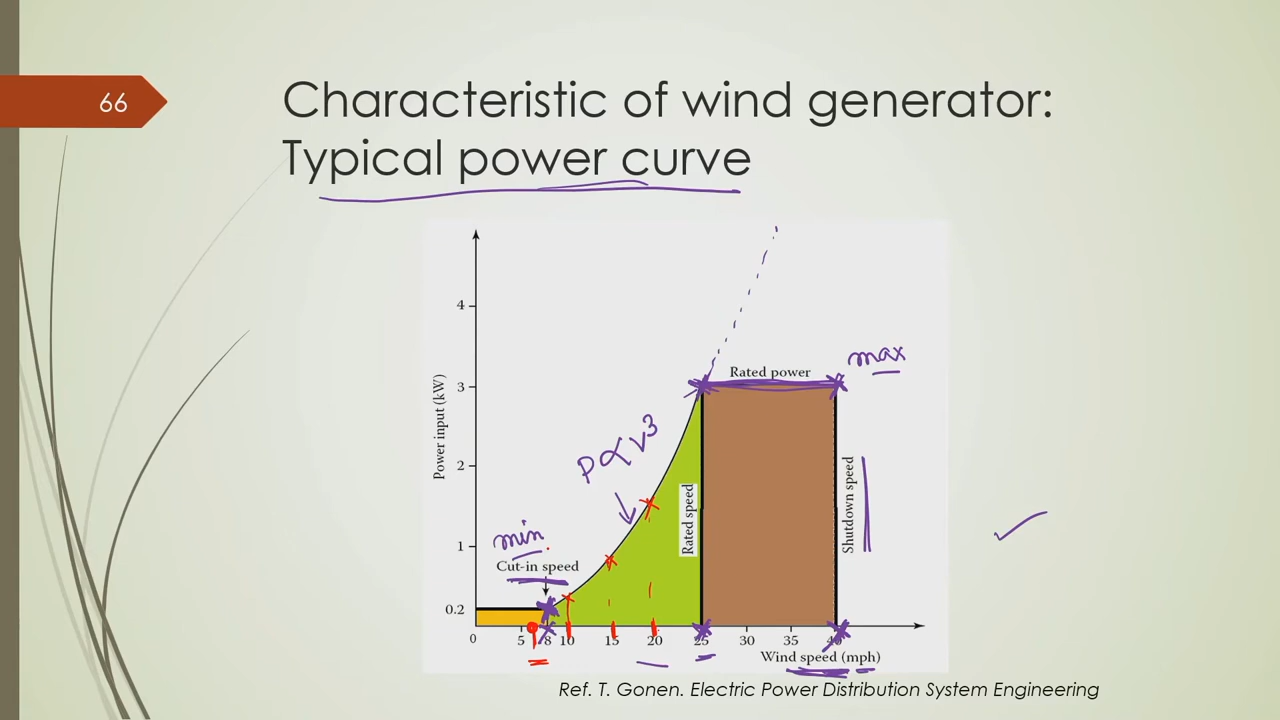 66
Characteristic of wind generator:
Typical power curve
4
3
2
1
0.2
Power input (kW)
Rated power
max
P∝V³
min.
Cut-in speed
Rated speed
Shutdown speed
0 5 8 10 15 20 25 30 35 40
Wind speed (mph)
Ref. T. Gonen. Electric Power Distribution System Engineering